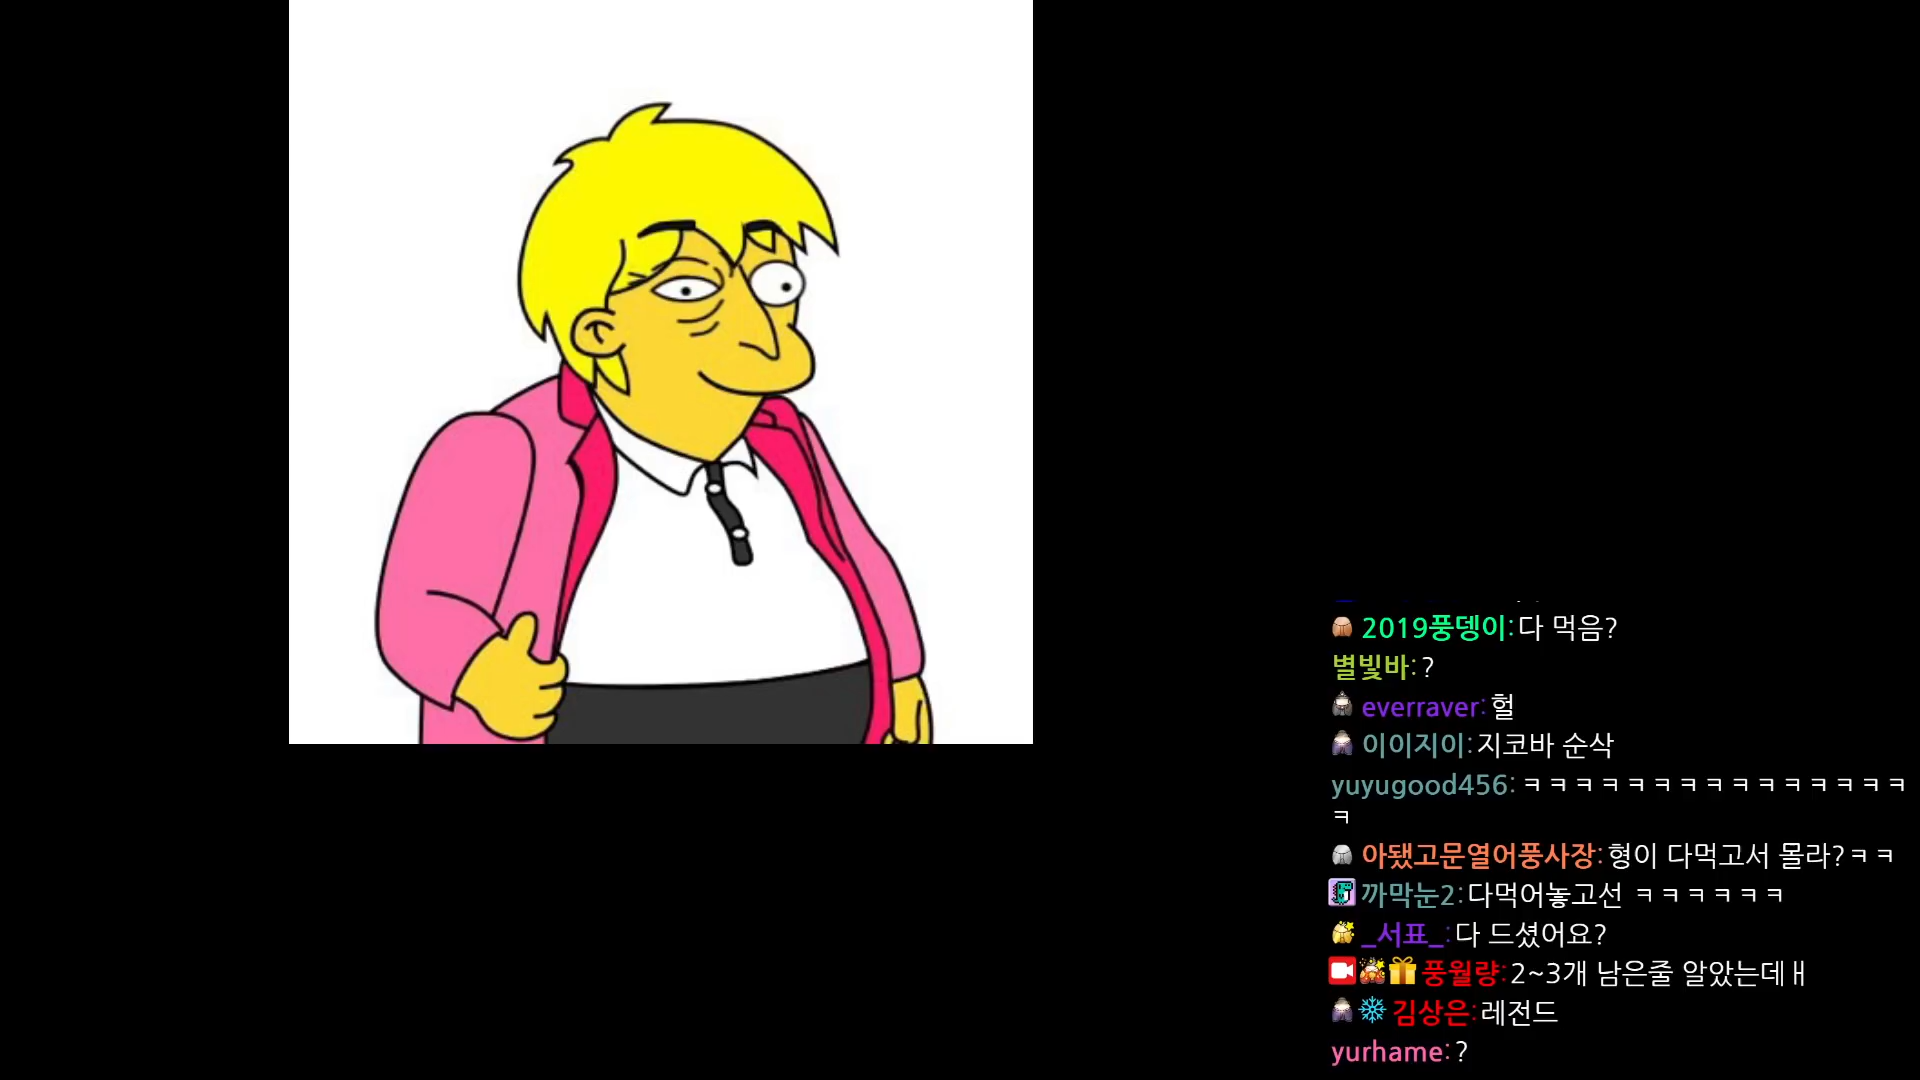 2019풍뎅이: 다 먹음?
별빛바: ?
everraver: 헐
이이지이: 지코바 순삭
yuyugood456: ㅋㅋㅋㅋㅋㅋㅋㅋㅋㅋㅋㅋㅋㅋㅋ
ㅋ
아됐고문열어풍사장: 형이 다먹고서 몰라?ㅋㅋ
까막눈2: 다먹어놓고선 ㅋㅋㅋㅋㅋㅋ
_서표_: 다 드셨어요?
풍월량: 2~3개 남은줄 알았는데ㅐ
김상은: 레전드
yurhame: ?